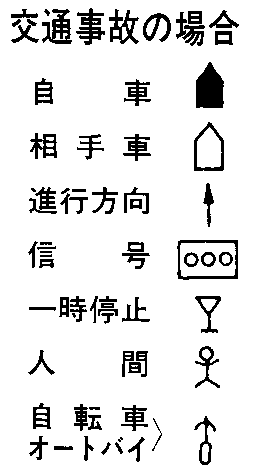 交通事故の場合
自車
相手車
進行方向
信号
一時停止
人間
自転車
オートバイ